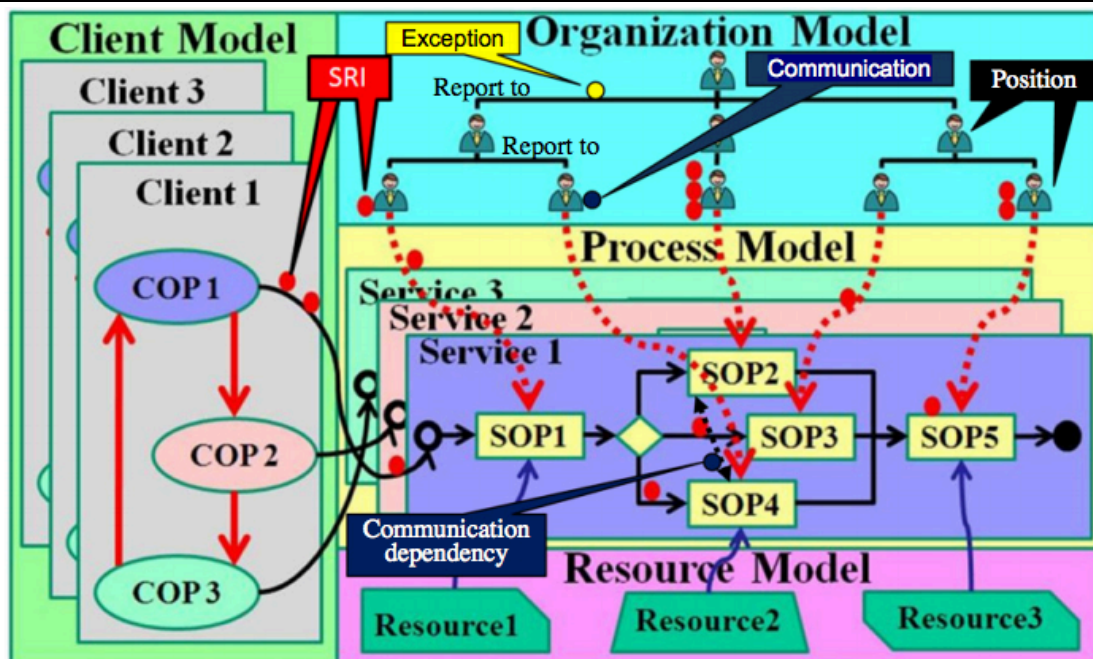 Client Model
Client 3
Client 2
Client 1
COP 1
COP 2
COP 3
SRI
Organization Model
Exception
Communication
Position
Report to
Report to
Process Model
Service 3
Service 2
Service 1
SOP1
SOP2
SOP3
SOP4
SOP5
Communication
dependency
Resource Model
Resource1
Resource2
Resource3